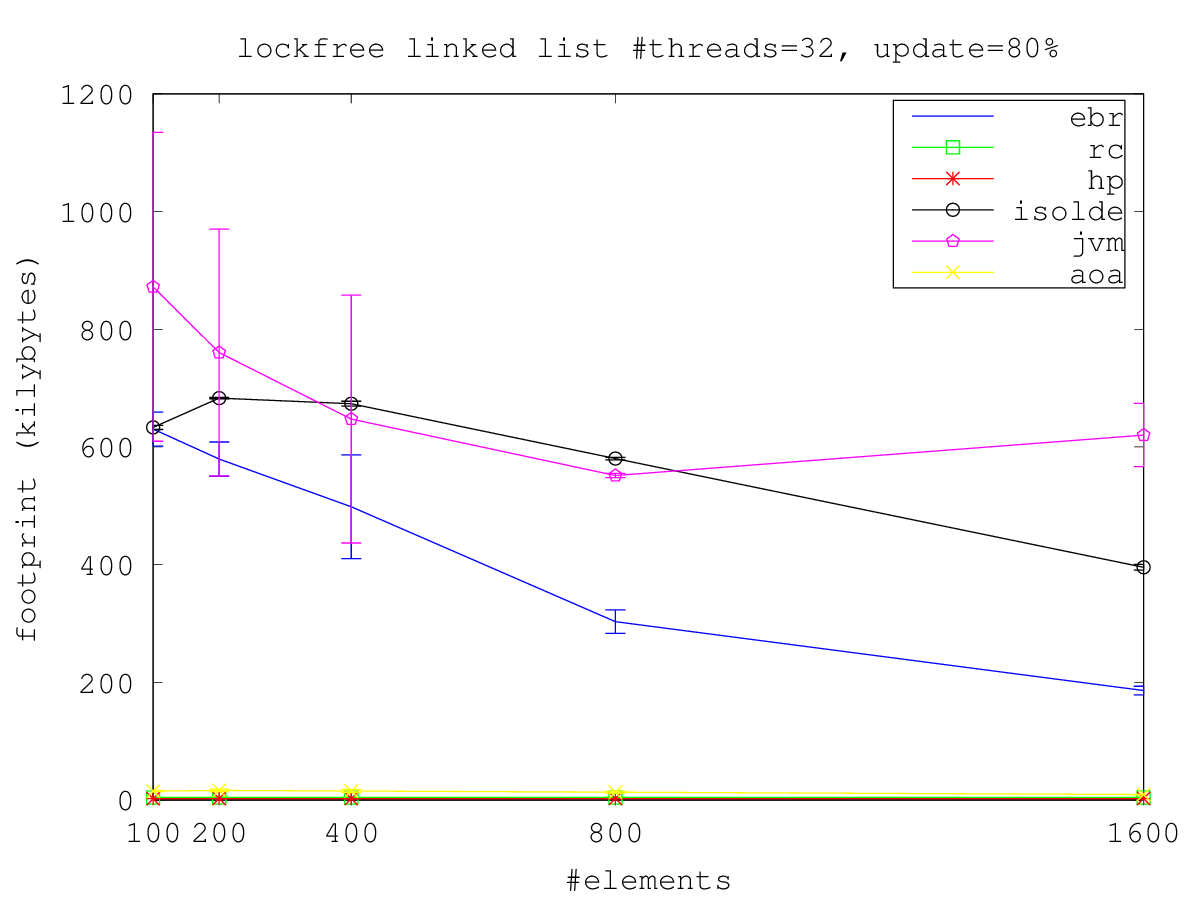 lockfree linked list #threads=32, update=80%
1200
1000
800
600
400
200
0
footprint (kilybytes)
ebr
rc
hp
isolde
jvm
aoa
100 200 400 800 1600
#elements